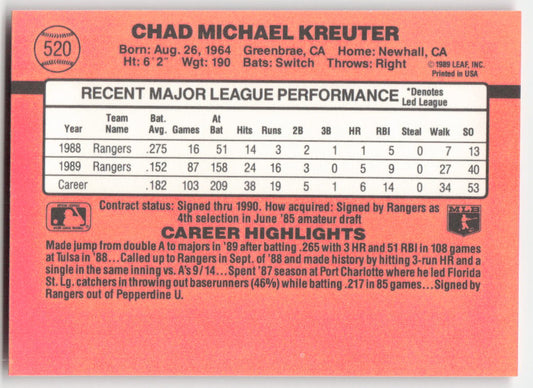 520
CHAD MICHAEL KREUTER
Born: Aug. 26, 1964 Greenbrae, CA Home: Newhall, CA
Ht: 6'2" Wgt: 190 Bats: Switch Throws: Right
©1989 LEAF, INC.
Printed in USA
RECENT MAJOR LEAGUE PERFORMANCE *Denotes Led League
Year Team Name Bat. Avg. Games At Bat Hits Runs 2B 3B HR RBI Steal Walk SO
1988 Rangers .275 16 51 14 3 2 1 1 5 0 7 13
1989 Rangers .152 87 158 24 16 3 0 5 9 0 27 40
Career .182 103 209 38 19 5 1 6 14 0 34 53
Contract status: Signed thru 1990. How acquired: Signed by Rangers as
4th selection in June '85 amateur draft
MLB
CAREER HIGHLIGHTS
Made jump from double A to majors in '89 after batting .265 with 3 HR and 51 RBI in 108 games
at Tulsa in '88...Called up to Rangers in Sept. of '88 and made history by hitting 3-run HR and a
single in the same inning vs. A's 9/14...Spent '87 season at Port Charlotte where he led Florida
St. Lg. catchers in throwing out baserunners (46%) while batting .217 in 85 games...Signed by
Rangers out of Pepperdine U.